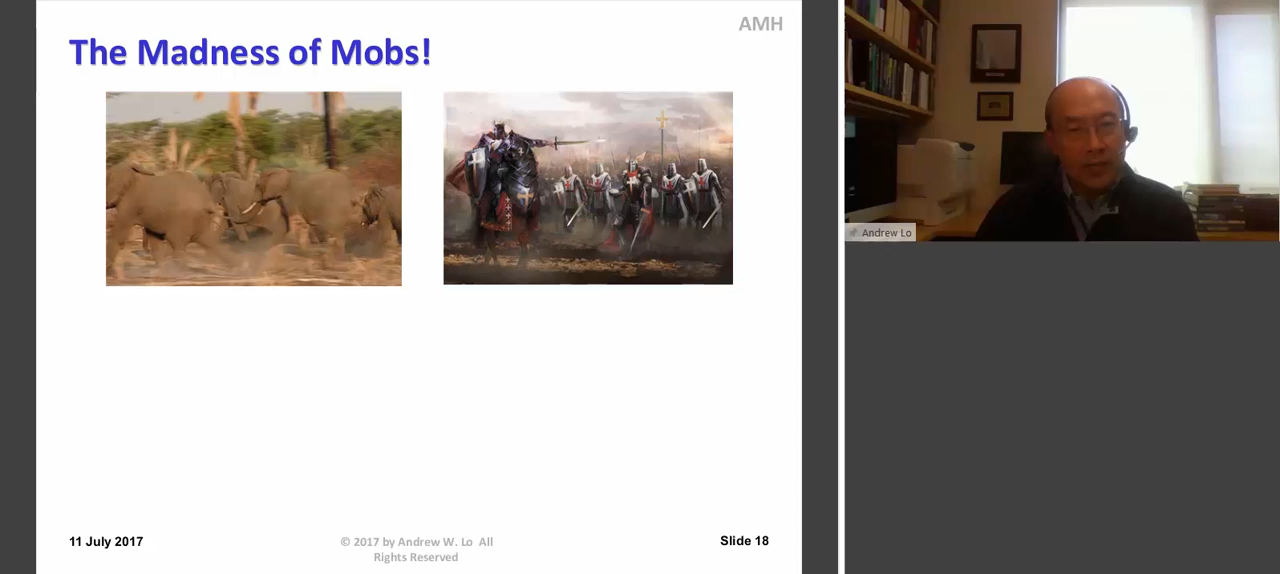 AMH
The Madness of Mobs!
Andrew Lo
11 July 2017
© 2017 by Andrew W. Lo All
Rights Reserved
Slide 18